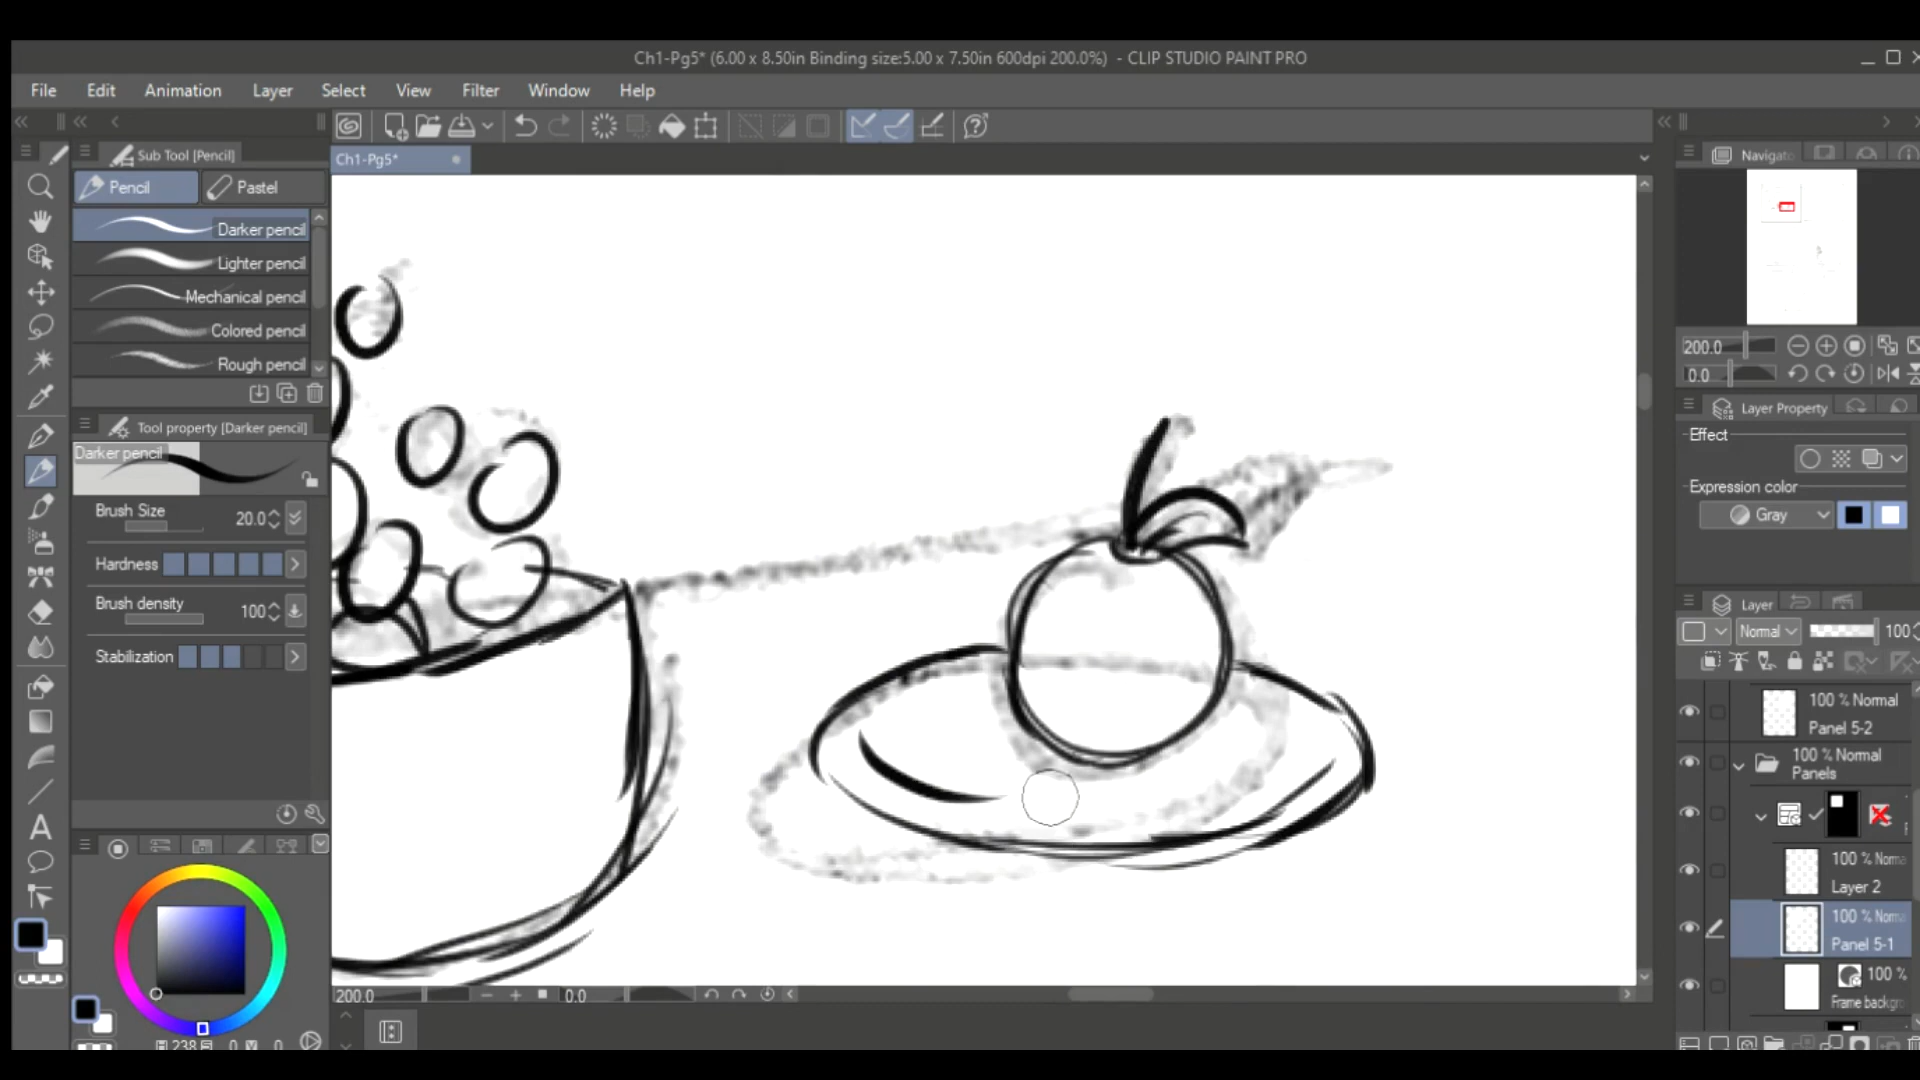 Ch1-Pg5* (6.00 x 8.50in Binding size:5.00 x 7.50in 600dpi 200.0%) - CLIP STUDIO PAINT PRO
File Edit Animation Layer Select View Filter Window Help
Sub Tool [Pencil]
Ch1-Pg5*
Pencil Pastel
Darker pencil
Lighter pencil
Mechanical pencil
Colored pencil
Rough pencil
Tool property [Darker pencil]
Darker pencil
Brush Size 20.0
Hardness
Brush density 100
Stabilization
238 0 0
200.0 0.0
Navigato
200.0
0.0
Layer Property
Effect
Expression color
Gray
Layer
Normal 100
100 % Normal
Panel 5-2
100 % Normal
Panels
100 % Norma
Layer 2
100 % Norma
Panel 5-1
100 %
Frame backgro